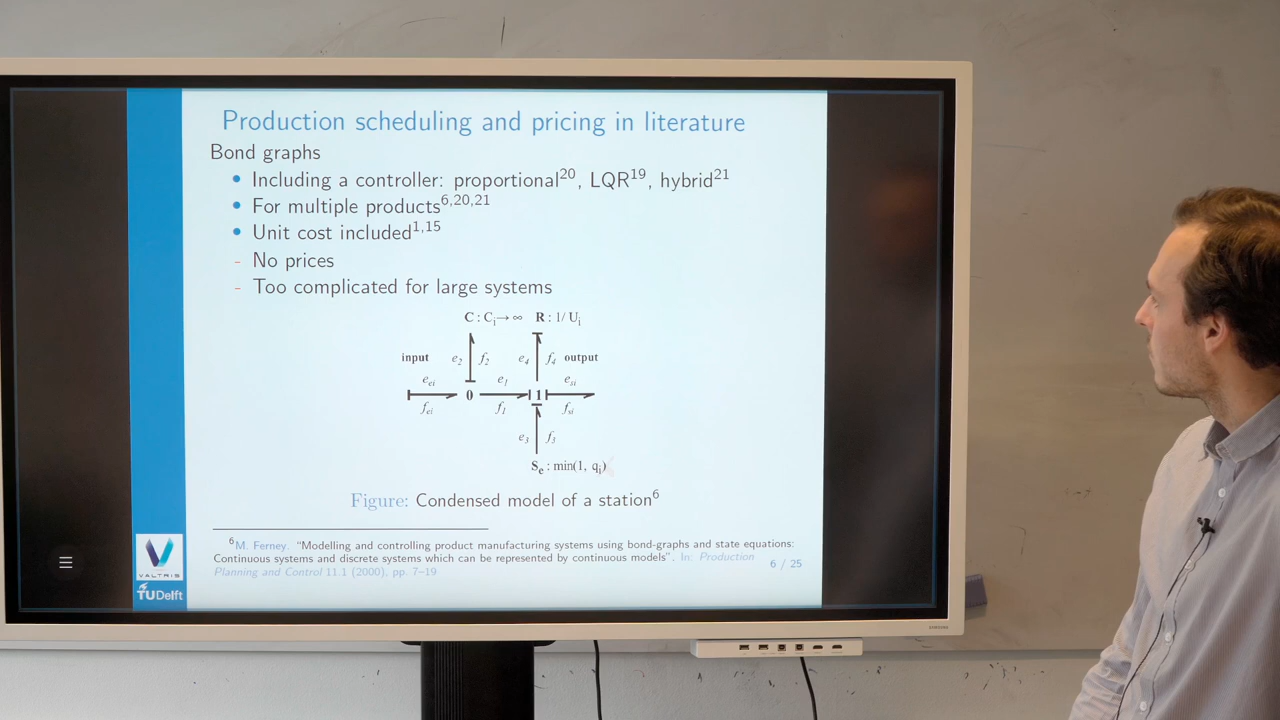 Production scheduling and pricing in literature
Bond graphs
• Including a controller: proportional20, LQR19, hybrid21
• For multiple products6,20,21
• Unit cost included1,15
- No prices
- Too complicated for large systems
C : Ci→∞ R : 1/ Ui
input e2 f2 e4 f4 output
eei e1 esi
0 1
fei f1 fsi
e3 f3
Se : min(1, qi)
Figure: Condensed model of a station6
6M. Ferney. “Modelling and controlling product manufacturing systems using bond-graphs and state equations:
Continuous systems and discrete systems which can be represented by continuous models”. In: Production
Planning and Control 11.1 (2000), pp. 7–19
6 / 25
VALTRIS
TUDelft
SAMSUNG